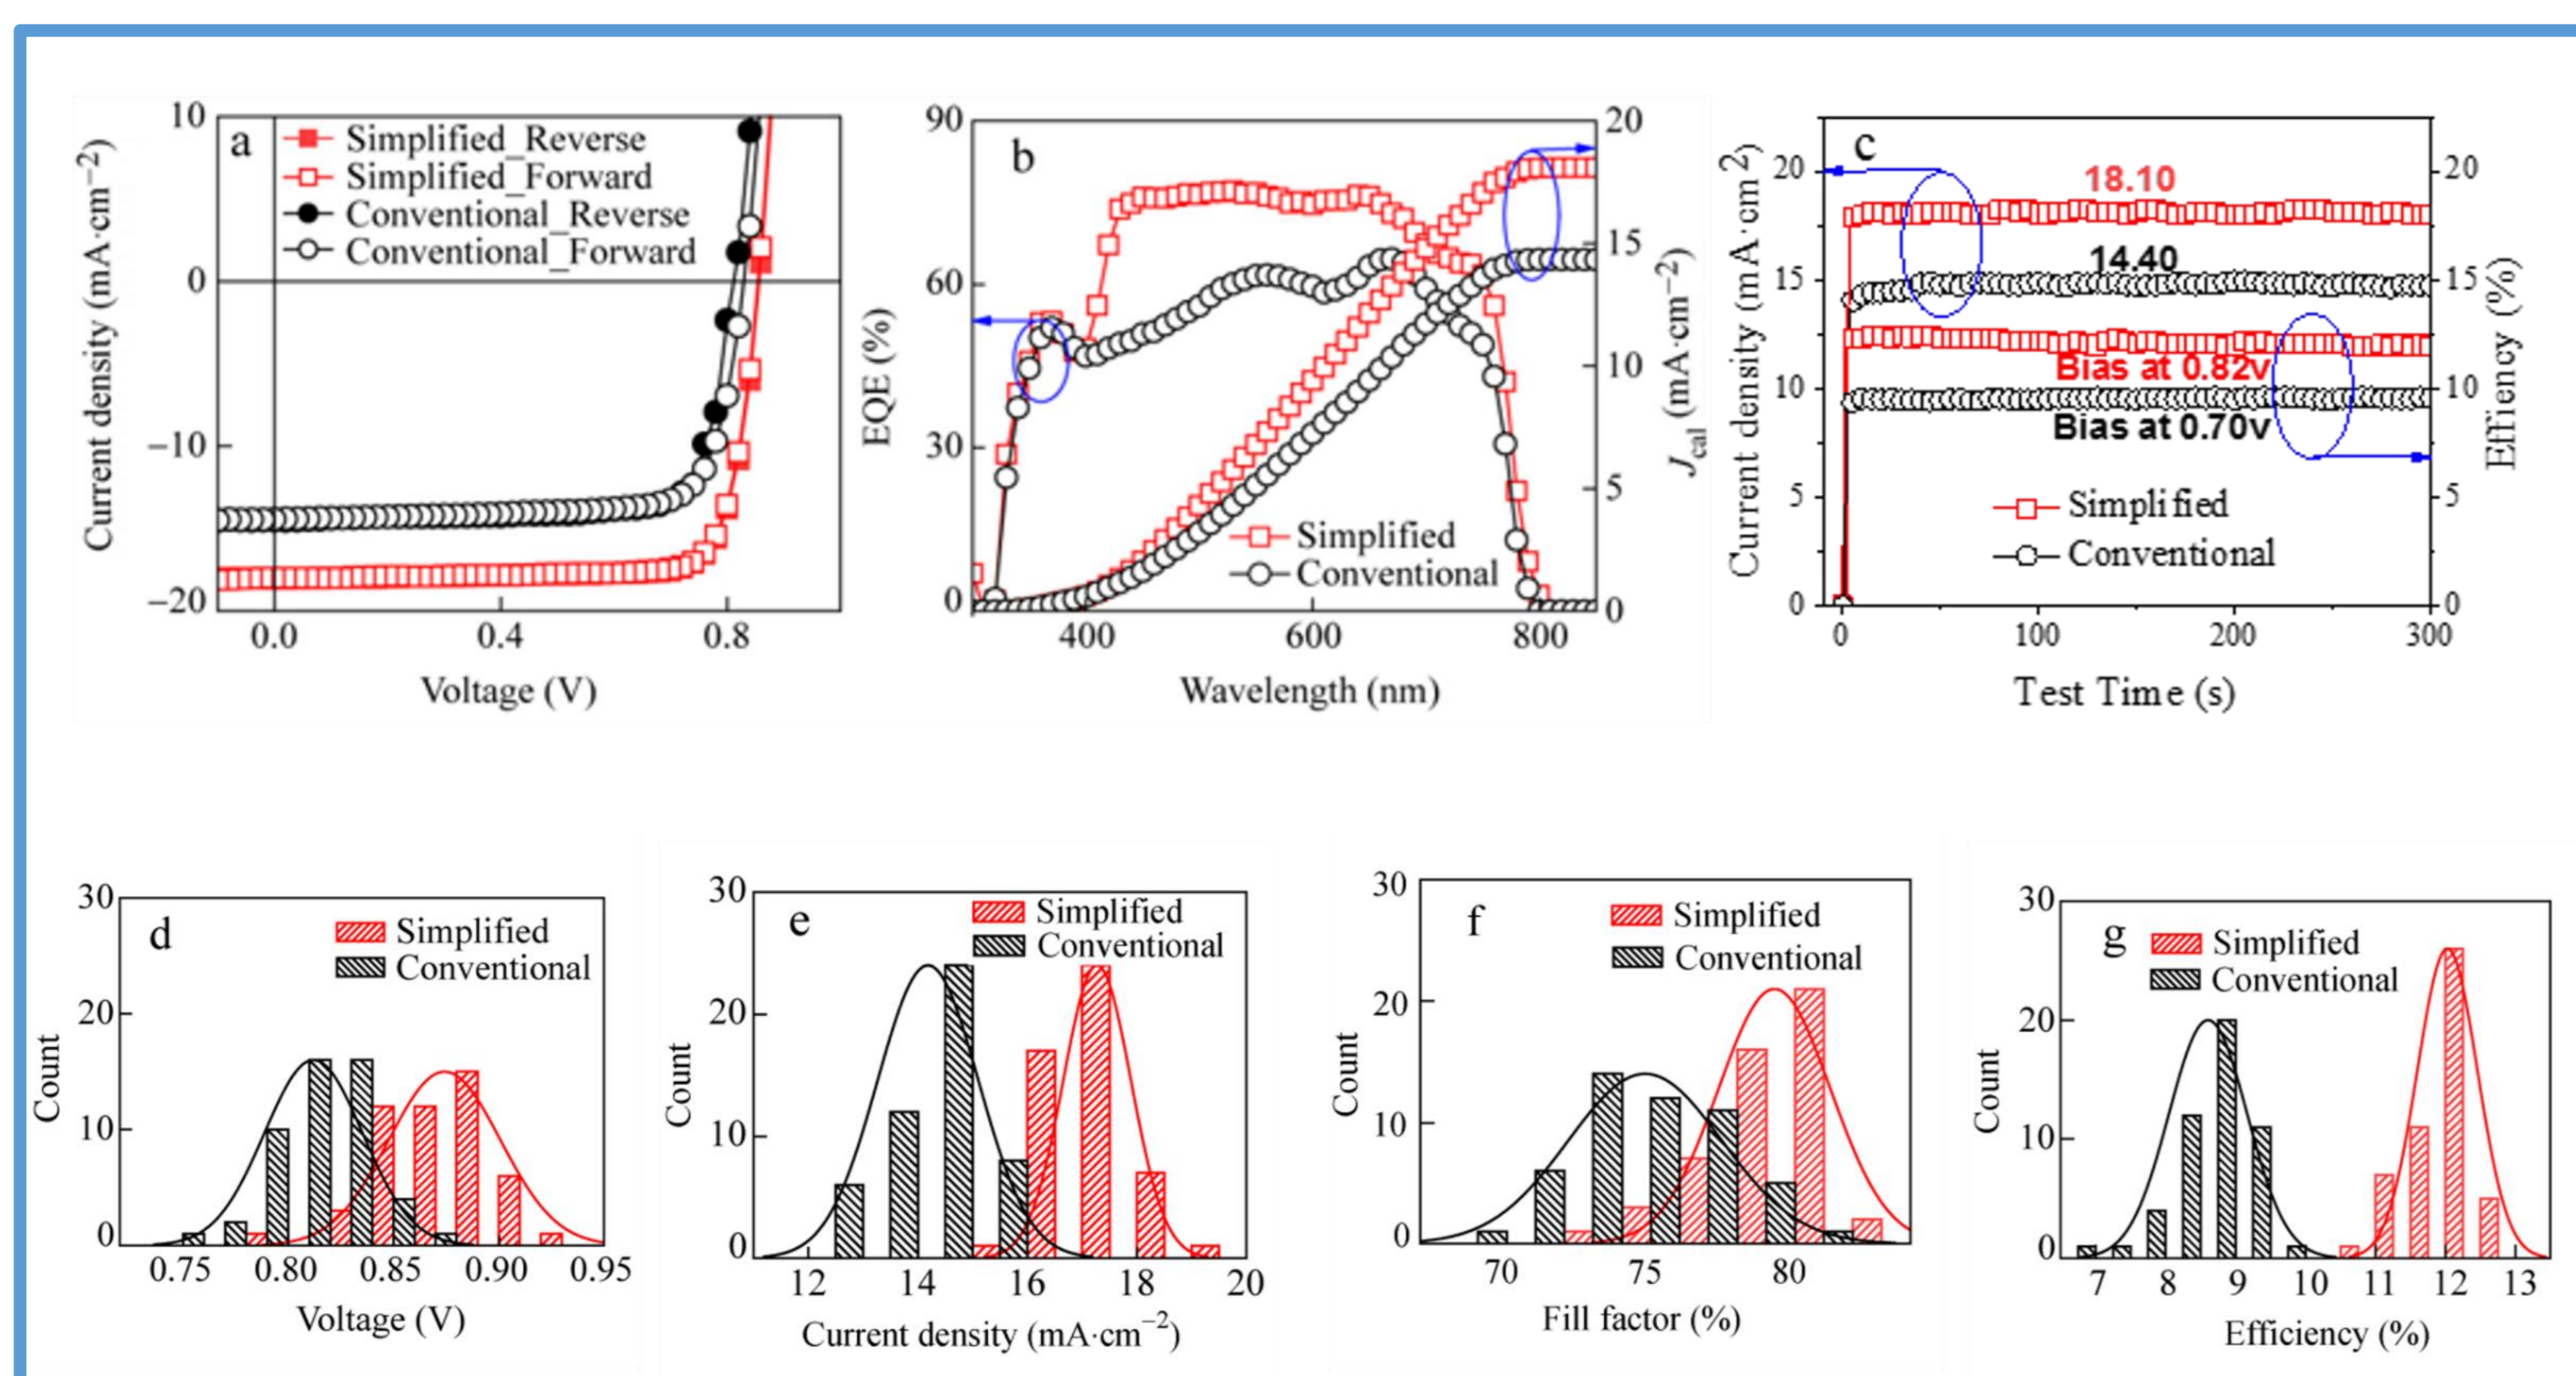 a
Simplified_Reverse
Simplified_Forward
Conventional_Reverse
Conventional_Forward
10
0
−10
−20
Current density (mA·cm−2)
0.0 0.4 0.8
Voltage (V)
b
90
60
30
0
EQE (%)
20
15
10
5
0
Jcal (mA·cm−2)
Simplified
Conventional
400 600 800
Wavelength (nm)
c
20
15
10
5
0
Current density (mA·cm2)
18.10
14.40
Bias at 0.82v
Bias at 0.70v
Simplified
Conventional
20
15
10
5
0
Effiency (%)
0 100 200 300
Test Time (s)
d
Simplified
Conventional
30
20
10
0
Count
0.75 0.80 0.85 0.90 0.95
Voltage (V)
e
Simplified
Conventional
30
20
10
0
Count
12 14 16 18 20
Current density (mA·cm−2)
f
Simplified
Conventional
30
20
10
0
Count
70 75 80
Fill factor (%)
g
Simplified
Conventional
30
20
10
0
Count
7 8 9 10 11 12 13
Efficiency (%)